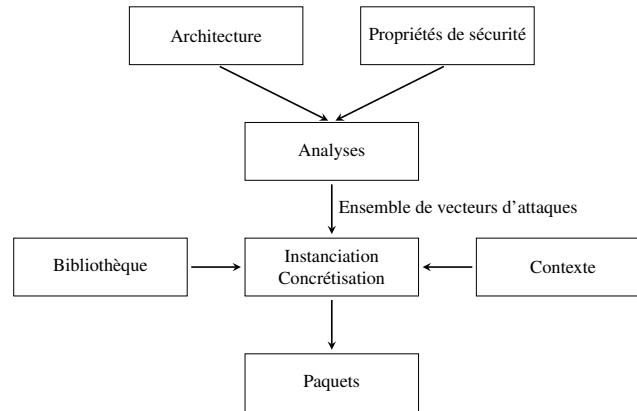 Architecture
Propriétés de sécurité
Analyses
Ensemble de vecteurs d’attaques
Bibliothèque
Instanciation
Concrétisation
Contexte
Paquets